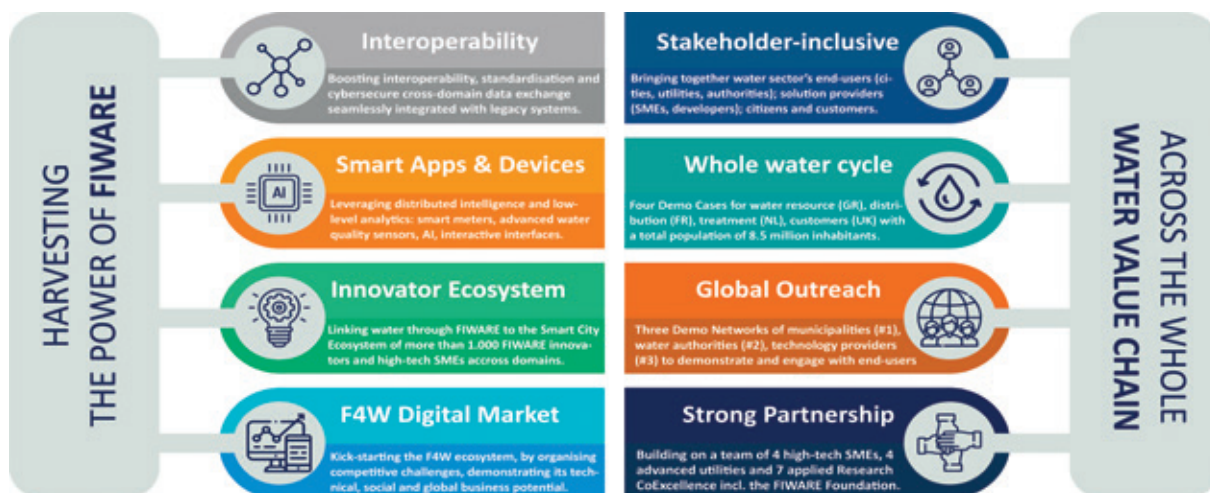 HARVESTING
THE POWER OF FIWARE
Interoperability
Boosting interoperability, standardisation and
cybersecure cross-domain data exchange
seamlessly integrated with legacy systems.
Smart Apps & Devices
AI
Leveraging distributed intelligence and low-
level analytics: smart meters, advanced water
quality sensors, AI, interactive interfaces.
Innovator Ecosystem
Linking water through FIWARE to the Smart City
Ecosystem of more than 1.000 FIWARE innova-
tors and high-tech SMEs accross domains.
F4W Digital Market
Kick-starting the F4W ecosystem, by organising
competitive challenges, demonstrating its tech-
nical, social and global business potential.
Stakeholder-inclusive
Bringing together water sector's end-users (ci-
ties, utilities, authorities); solution providers
(SMEs, developers); citizens and customers.
Whole water cycle
Four Demo Cases for water resource (GR), distri-
bution (FR), treatment (NL), customers (UK) with
a total population of 8.5 million inhabitants.
Global Outreach
Three Demo Networks of municipalities (#1),
water authorities (#2), technology providers
(#3) to demonstrate and engage with end-users
Strong Partnership
Building on a team of 4 high-tech SMEs, 4
advanced utilities and 7 applied Research
CoExcellence incl. the FIWARE Foundation.
ACROSS THE WHOLE
WATER VALUE CHAIN